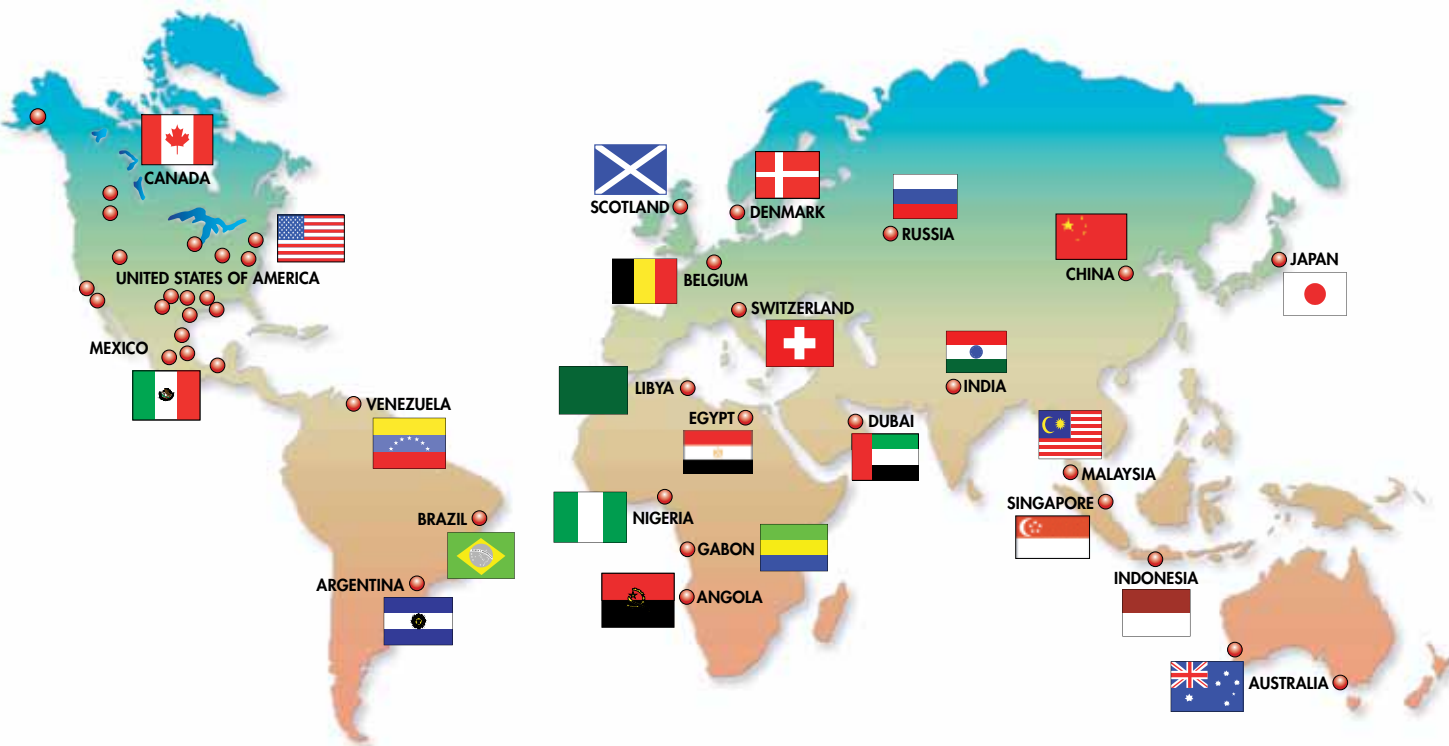 CANADA
SCOTLAND
DENMARK
RUSSIA
UNITED STATES OF AMERICA
BELGIUM
CHINA
JAPAN
SWITZERLAND
MEXICO
LIBYA
INDIA
VENEZUELA
EGYPT
DUBAI
MALAYSIA
SINGAPORE
BRAZIL
NIGERIA
GABON
INDONESIA
ARGENTINA
ANGOLA
AUSTRALIA